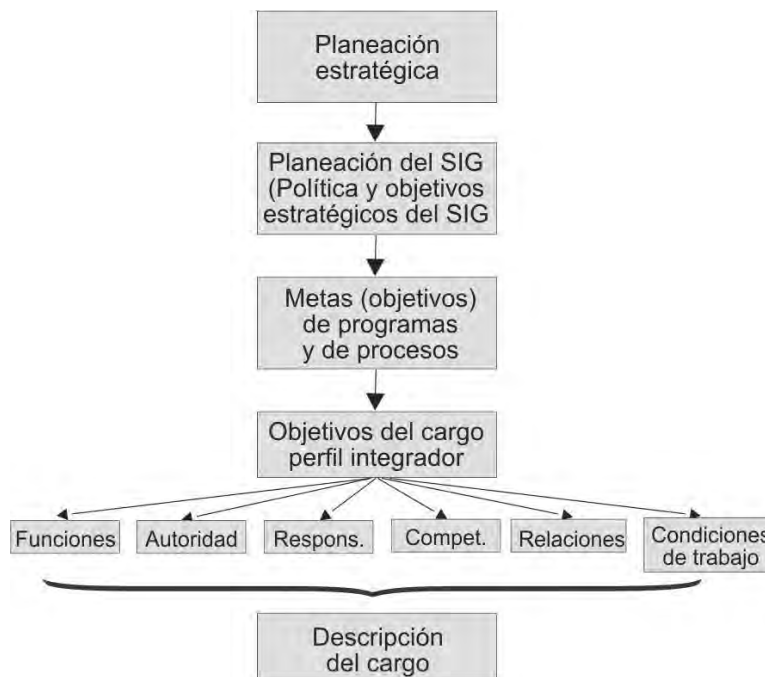 Planeación
estratégica
Planeación del SIG
(Política y objetivos
estratégicos del SIG
Metas (objetivos)
de programas
y de procesos
Objetivos del cargo
perfil integrador
Funciones
Autoridad
Respons.
Compet.
Relaciones
Condiciones
de trabajo
Descripción
del cargo